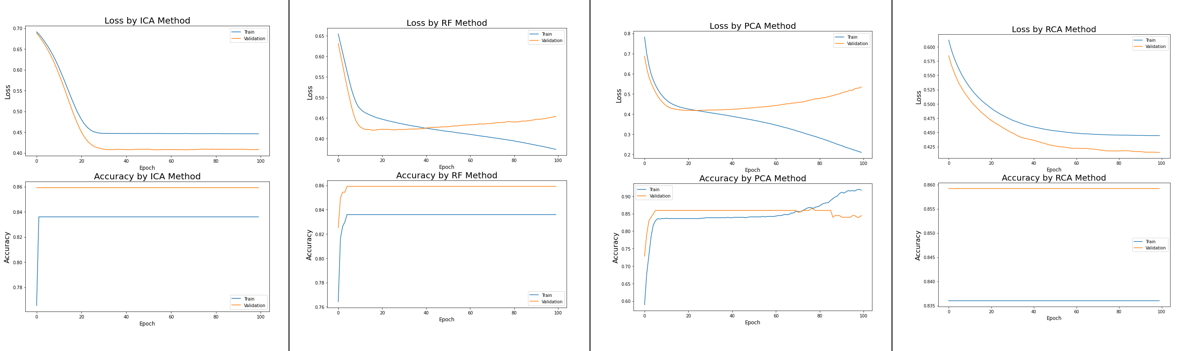 Loss by ICA Method
0.70
0.65
0.60
0.55
0.50
0.45
0.40
Loss
Train
Validation
0 20 40 60 80 100
Epoch
Accuracy by ICA Method
0.86
0.84
0.82
0.80
0.78
Accuracy
Train
Validation
0 20 40 60 80 100
Epoch
Loss by RF Method
0.65
0.60
0.55
0.50
0.45
0.40
Loss
Train
Validation
0 20 40 60 80 100
Epoch
Accuracy by RF Method
0.86
0.84
0.82
0.80
0.78
0.76
Accuracy
Train
Validation
0 20 40 60 80 100
Epoch
Loss by PCA Method
0.8
0.7
0.6
0.5
0.4
0.3
0.2
Loss
Train
Validation
0 20 40 60 80 100
Epoch
Accuracy by PCA Method
0.90
0.85
0.80
0.75
0.70
0.65
0.60
Accuracy
Train
Validation
0 20 40 60 80 100
Epoch
Loss by RCA Method
0.600
0.575
0.550
0.525
0.500
0.475
0.450
0.425
Loss
Train
Validation
0 20 40 60 80 100
Epoch
Accuracy by RCA Method
0.860
0.855
0.850
0.845
0.840
0.835
Accuracy
Train
Validation
0 20 40 60 80 100
Epoch